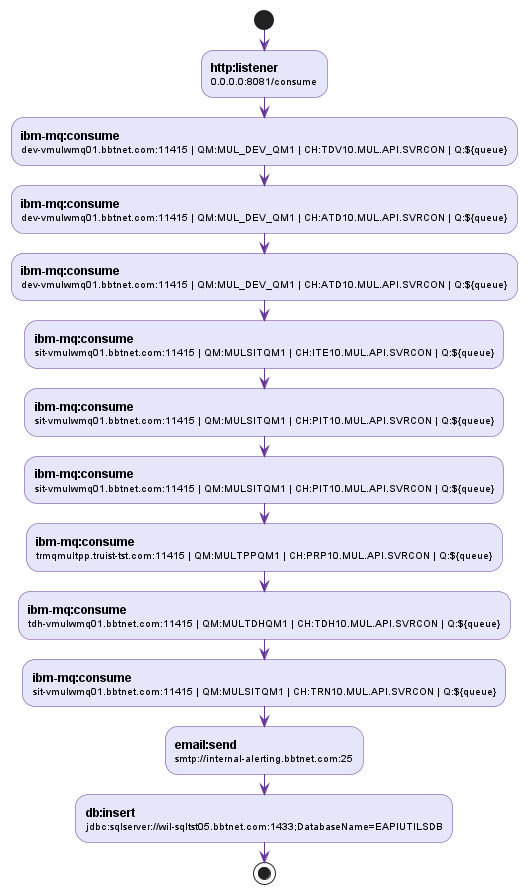 http:listener
0.0.0.0:8081/consume
ibm-mq:consume
dev-vmulwmq01.bbtnet.com:11415 | QM:MUL_DEV_QM1 | CH:TDV10.MUL.API.SVRCON | Q:${queue}
ibm-mq:consume
dev-vmulwmq01.bbtnet.com:11415 | QM:MUL_DEV_QM1 | CH:ATD10.MUL.API.SVRCON | Q:${queue}
ibm-mq:consume
dev-vmulwmq01.bbtnet.com:11415 | QM:MUL_DEV_QM1 | CH:ATD10.MUL.API.SVRCON | Q:${queue}
ibm-mq:consume
sit-vmulwmq01.bbtnet.com:11415 | QM:MULSITQM1 | CH:ITE10.MUL.API.SVRCON | Q:${queue}
ibm-mq:consume
sit-vmulwmq01.bbtnet.com:11415 | QM:MULSITQM1 | CH:PIT10.MUL.API.SVRCON | Q:${queue}
ibm-mq:consume
sit-vmulwmq01.bbtnet.com:11415 | QM:MULSITQM1 | CH:PIT10.MUL.API.SVRCON | Q:${queue}
ibm-mq:consume
trmqmultpp.truist-tst.com:11415 | QM:MULTPPQM1 | CH:PRP10.MUL.API.SVRCON | Q:${queue}
ibm-mq:consume
tdh-vmulwmq01.bbtnet.com:11415 | QM:MULTDHQM1 | CH:TDH10.MUL.API.SVRCON | Q:${queue}
ibm-mq:consume
sit-vmulwmq01.bbtnet.com:11415 | QM:MULSITQM1 | CH:TRN10.MUL.API.SVRCON | Q:${queue}
email:send
smtp://internal-alerting.bbtnet.com:25
db:insert
jdbc:sqlserver://wil-sqltst05.bbtnet.com:1433;DatabaseName=EAPIUTILSDB